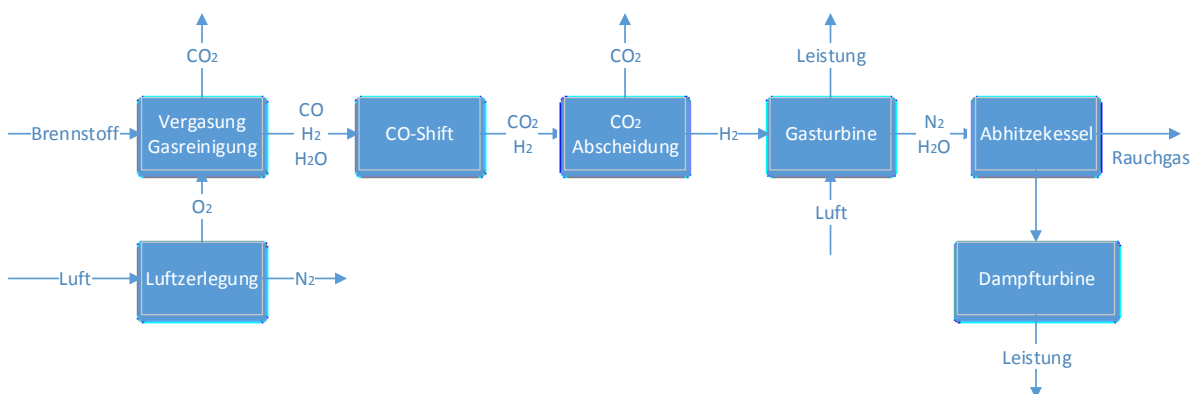 CO2
CO2
Leistung
Brennstoff
Vergasung
Gasreinigung
CO
H2
H2O
CO-Shift
CO2
H2
CO2
Abscheidung
H2
Gasturbine
N2
H2O
Abhitzekessel
Rauchgas
O2
Luft
Luft
Luftzerlegung
N2
Dampfturbine
Leistung